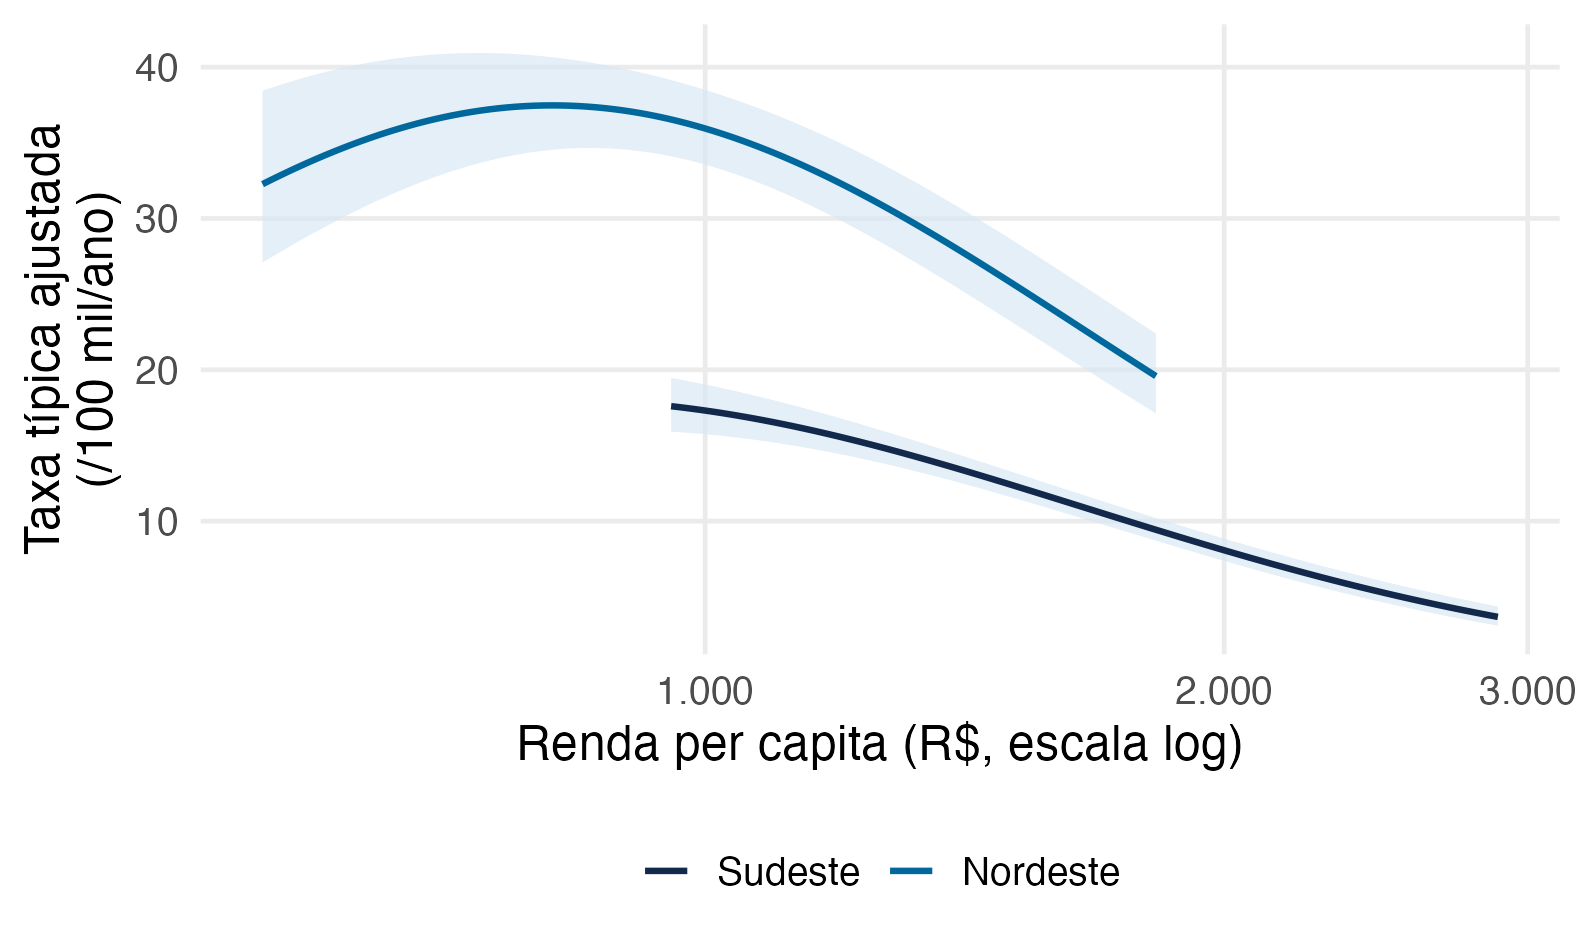 Taxa típica ajustada
(/100 mil/ano)
40
30
20
10
1.000
2.000
3.000
Renda per capita (R$, escala log)
Sudeste
Nordeste